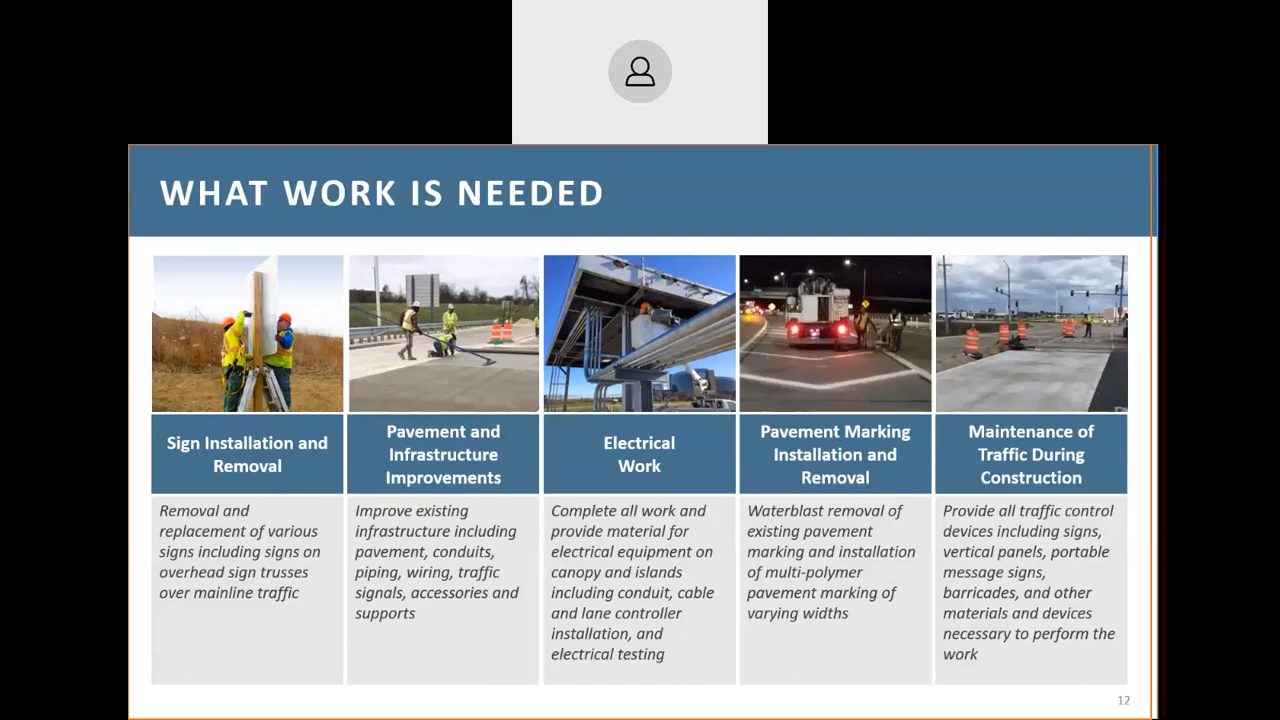 WHAT WORK IS NEEDED
Sign Installation and
Removal
Removal and
replacement of various
signs including signs on
overhead sign trusses
over mainline traffic
Pavement and
Infrastructure
Improvements
Improve existing
infrastructure including
pavement, conduits,
piping, wiring, traffic
signals, accessories and
supports
Electrical
Work
Complete all work and
provide material for
electrical equipment on
canopy and islands
including conduit, cable
and lane controller
installation, and
electrical testing
Pavement Marking
Installation and
Removal
Waterblast removal of
existing pavement
marking and installation
of multi-polymer
pavement marking of
varying widths
Maintenance of
Traffic During
Construction
Provide all traffic control
devices including signs,
vertical panels, portable
message signs,
barricades, and other
materials and devices
necessary to perform the
work
12